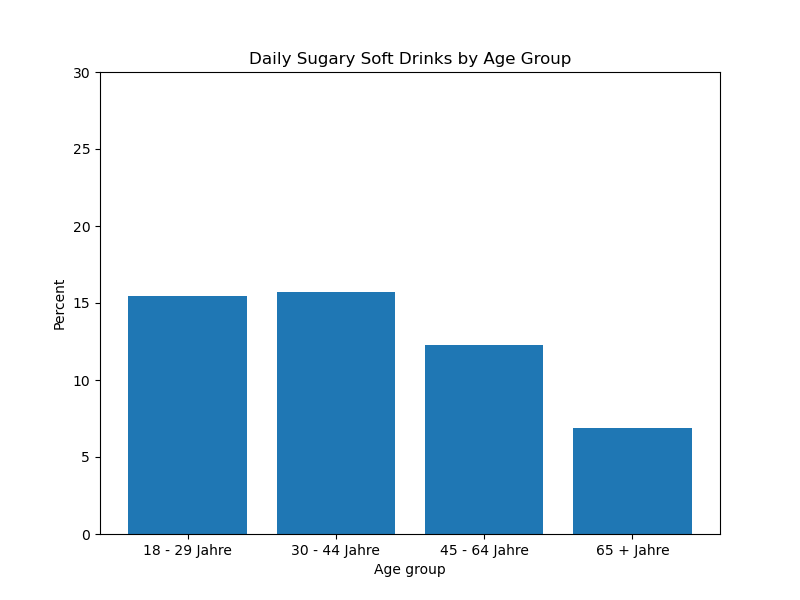 Daily Sugary Soft Drinks by Age Group
30
25
20
15
10
5
0
Percent
18 - 29 Jahre
30 - 44 Jahre
45 - 64 Jahre
65 + Jahre
Age group